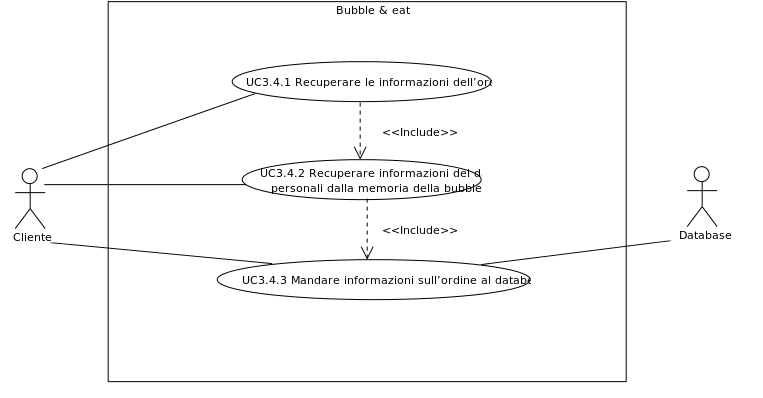 Bubble & eat
UC3.4.1 Recuperare le informazioni dell'or
<<Include>>
UC3.4.2 Recuperare informazioni dei d
personali dalla memoria della bubble
<<Include>>
Cliente
Database
UC3.4.3 Mandare informazioni sull'ordine al datab